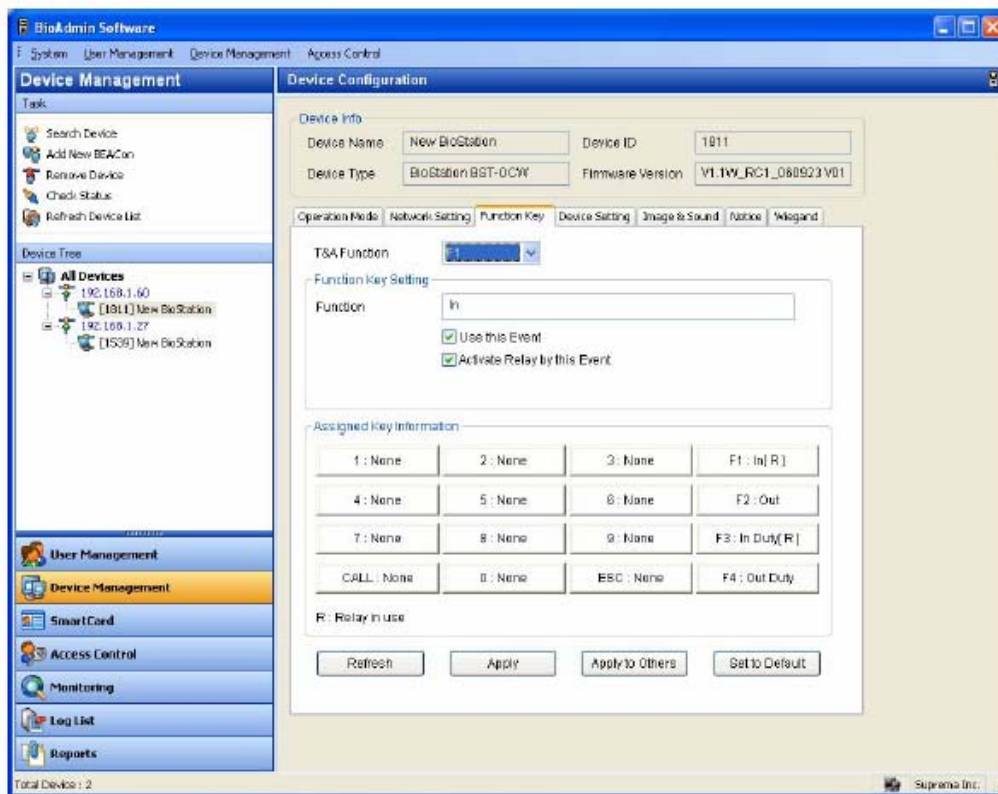 BioAdmin Software
System User Management Device Management Access Control
Device Management
Task
Search Device
Add New BEACon
Remove Device
Check Status
Refresh Device List
Device Tree
All Devices
192.168.1.60
[1811] New BioStation
192.168.1.27
[1539] New BioStation
User Management
Device Management
SmartCard
Access Control
Monitoring
Log List
Reports
Device Configuration
Device Info
Device Name New BioStation Device ID 1811
Device Type BioStation BST-OCW Firmware Version V1.1W_RC1_060923 V01
Operation Mode Network Setting Function Key Device Setting Image & Sound Notice Wiegand
T&A Function F1
Function Key Setting
Function In
Use this Event
Activate Relay by this Event
Assigned Key Information
1 : None 2 : None 3 : None F1 : In[ R ]
4 : None 5 : None 6 : None F2 : Out
7 : None 8 : None 9 : None F3 : In Duty[ R ]
CALL : None 0 : None ESC : None F4 : Out Duty
R : Relay in use
Refresh Apply Apply to Others Set to Default
Total Device : 2 Suprema Inc.